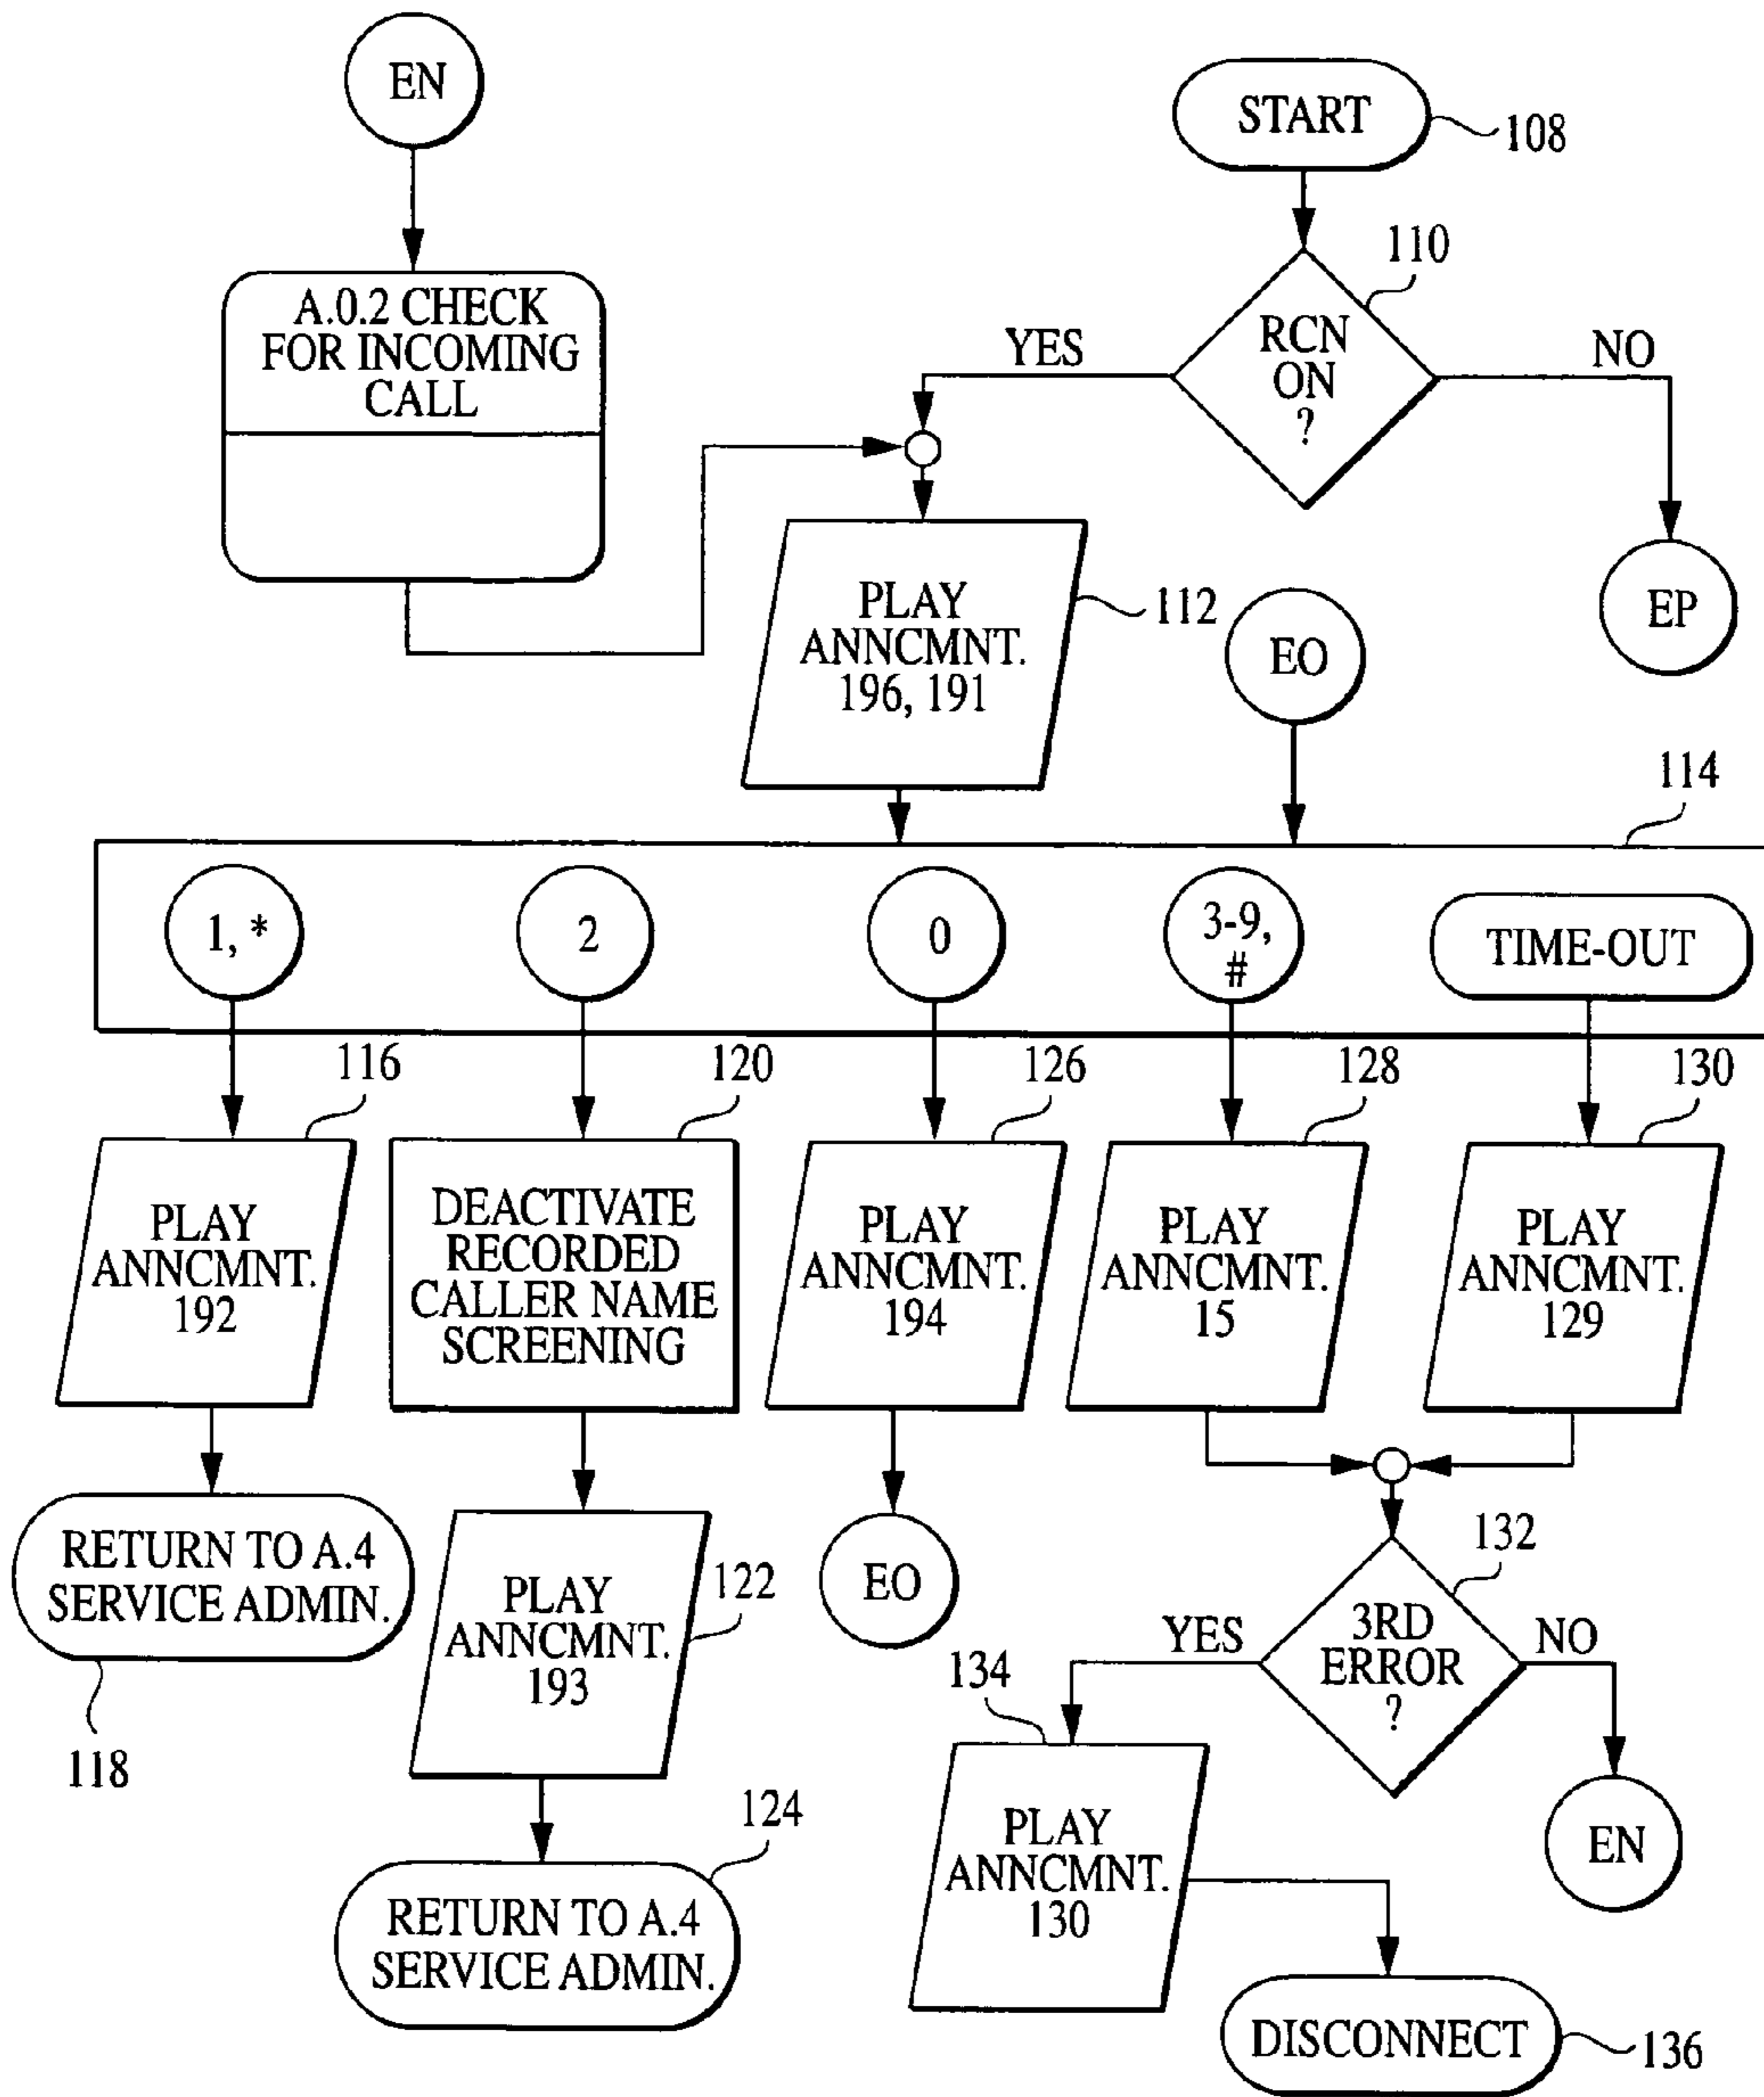 EN
START
108
A.0.2 CHECK
FOR INCOMING
CALL
110
RCN
ON
?
YES
NO
PLAY
ANNCMNT.
196, 191
112
EO
EP
114
1, *
2
0
3-9,
#
TIME-OUT
116
120
126
128
130
PLAY
ANNCMNT.
192
DEACTIVATE
RECORDED
CALLER NAME
SCREENING
PLAY
ANNCMNT.
194
PLAY
ANNCMNT.
15
PLAY
ANNCMNT.
129
RETURN TO A.4
SERVICE ADMIN.
118
PLAY
ANNCMNT.
193
122
EO
132
3RD
ERROR
?
YES
NO
134
PLAY
ANNCMNT.
130
EN
124
RETURN TO A.4
SERVICE ADMIN.
DISCONNECT
136